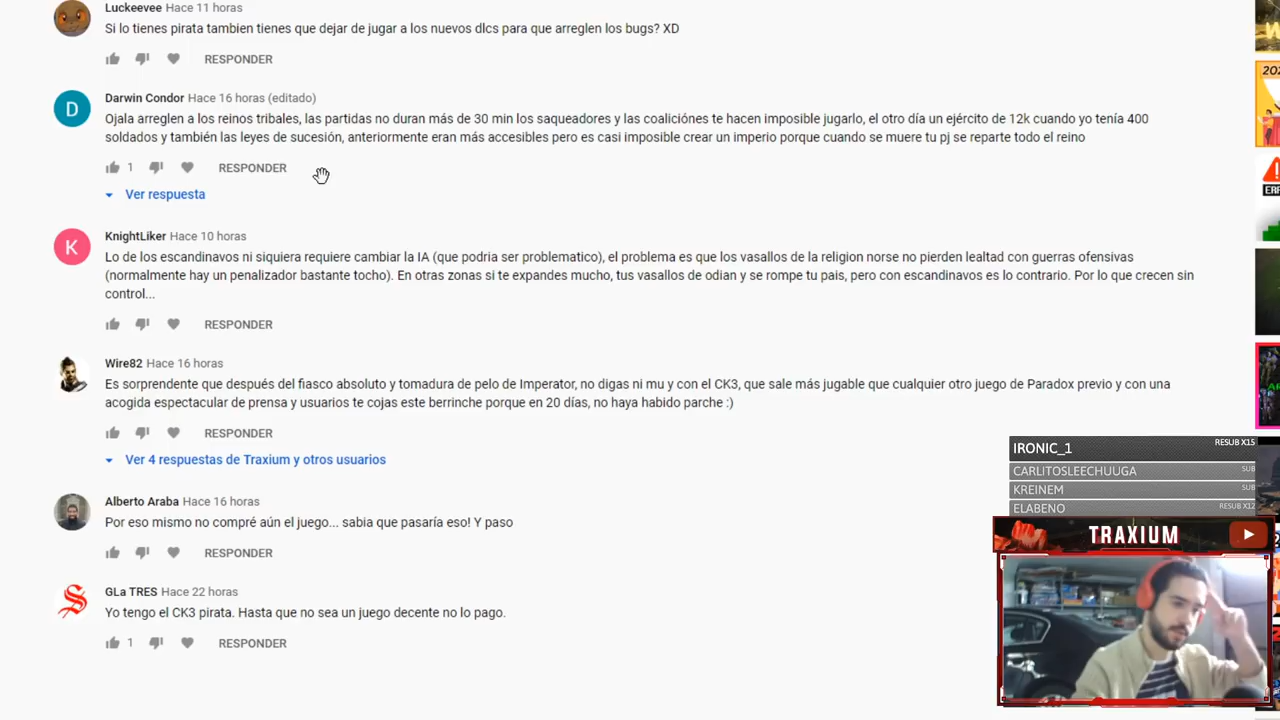 Luckeevee Hace 11 horas
Si lo tienes pirata tambien tienes que dejar de jugar a los nuevos dlcs para que arreglen los bugs? XD
RESPONDER
D
Darwin Condor Hace 16 horas (editado)
Ojala arreglen a los reinos tribales, las partidas no duran más de 30 min los saqueadores y las coaliciónes te hacen imposible jugarlo, el otro día un ejército de 12k cuando yo tenía 400
soldados y también las leyes de sucesión, anteriormente eran más accesibles pero es casi imposible crear un imperio porque cuando se muere tu pj se reparte todo el reino
1 RESPONDER
Ver respuesta
K
KnightLiker Hace 10 horas
Lo de los escandinavos ni siquiera requiere cambiar la IA (que podria ser problematico), el problema es que los vasallos de la religion norse no pierden lealtad con guerras ofensivas
(normalmente hay un penalizador bastante tocho). En otras zonas si te expandes mucho, tus vasallos de odian y se rompe tu pais, pero con escandinavos es lo contrario. Por lo que crecen sin
control...
RESPONDER
Wire82 Hace 16 horas
Es sorprendente que después del fiasco absoluto y tomadura de pelo de Imperator, no digas ni mu y con el CK3, que sale más jugable que cualquier otro juego de Paradox previo y con una
acogida espectacular de prensa y usuarios te cojas este berrinche porque en 20 días, no haya habido parche :)
RESPONDER
Ver 4 respuestas de Traxium y otros usuarios
Alberto Araba Hace 16 horas
Por eso mismo no compré aún el juego... sabia que pasaría eso! Y paso
RESPONDER
GLa TRES Hace 22 horas
Yo tengo el CK3 pirata. Hasta que no sea un juego decente no lo pago.
1 RESPONDER
IRONIC_1 RESUB X15
CARLITOSLEECHUUGA SUB
KREINEM SUB
ELABENO RESUB X12
TRAXIUM